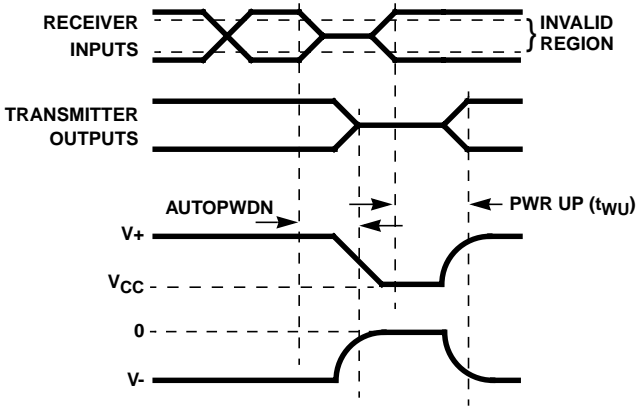 RECEIVER
INPUTS
} INVALID
REGION
TRANSMITTER
OUTPUTS
AUTOPWDN
PWR UP (tWU)
V+
VCC
0
V-